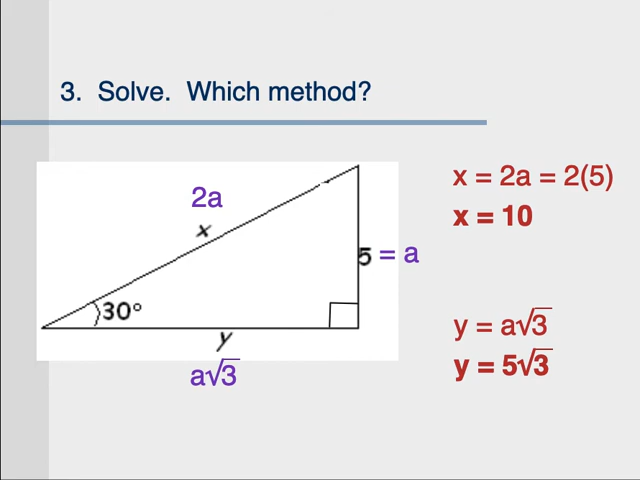 3. Solve. Which method?
2a
x
x = 2a = 2(5)
x = 10
5 = a
30°
y = a√3
y
y = 5√3
a√3